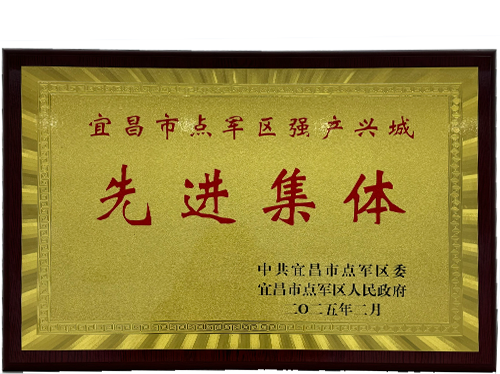 宜昌市点军区强产兴城
先进集体
中共宜昌市点军区委
宜昌市点军区人民政府
二〇二五年二月